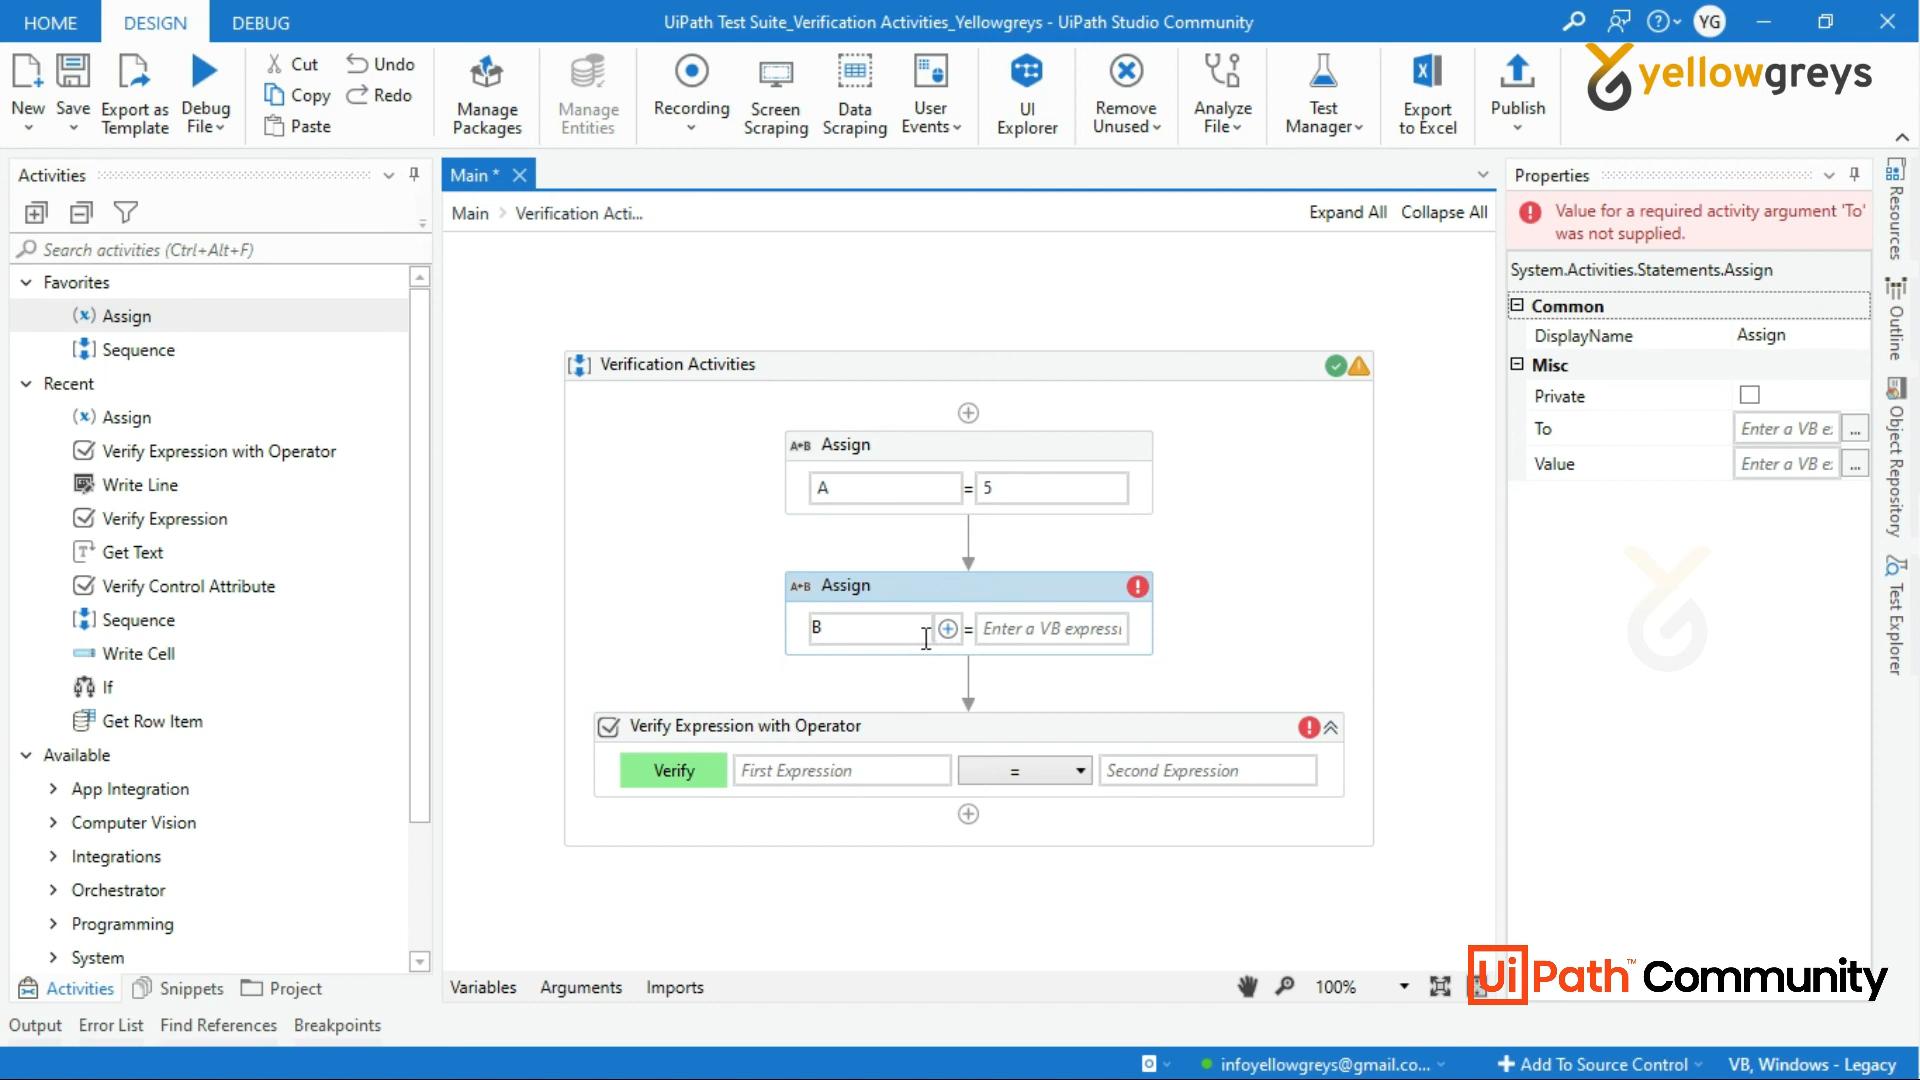 HOME DESIGN DEBUG UiPath Test Suite_Verification Activities_Yellowgreys - UiPath Studio Community YG
New Save Export as Template Debug File Cut Copy Paste Undo Redo Manage Packages Manage Entities Recording Screen Scraping Data Scraping User Events UI Explorer Remove Unused Analyze File Test Manager Export to Excel Publish
yellowgreys
Activities
Search activities (Ctrl+Alt+F)
Favorites
(x) Assign
Sequence
Recent
(x) Assign
Verify Expression with Operator
Write Line
Verify Expression
Get Text
Verify Control Attribute
Sequence
Write Cell
If
Get Row Item
Available
App Integration
Computer Vision
Integrations
Orchestrator
Programming
System
Activities Snippets Project
Main *
Main > Verification Acti... Expand All Collapse All
Verification Activities
A←B Assign
A = 5
A←B Assign
B = Enter a VB expressi
Verify Expression with Operator
Verify First Expression = Second Expression
Variables Arguments Imports 100%
Properties
Value for a required activity argument 'To'
was not supplied.
System.Activities.Statements.Assign
Common
DisplayName Assign
Misc
Private
To Enter a VB e: ...
Value Enter a VB e: ...
Resources
Outline
Object Repository
Test Explorer
UiPath™ Community
Output Error List Find References Breakpoints
infoyellowgreys@gmail.co... Add To Source Control VB, Windows - Legacy